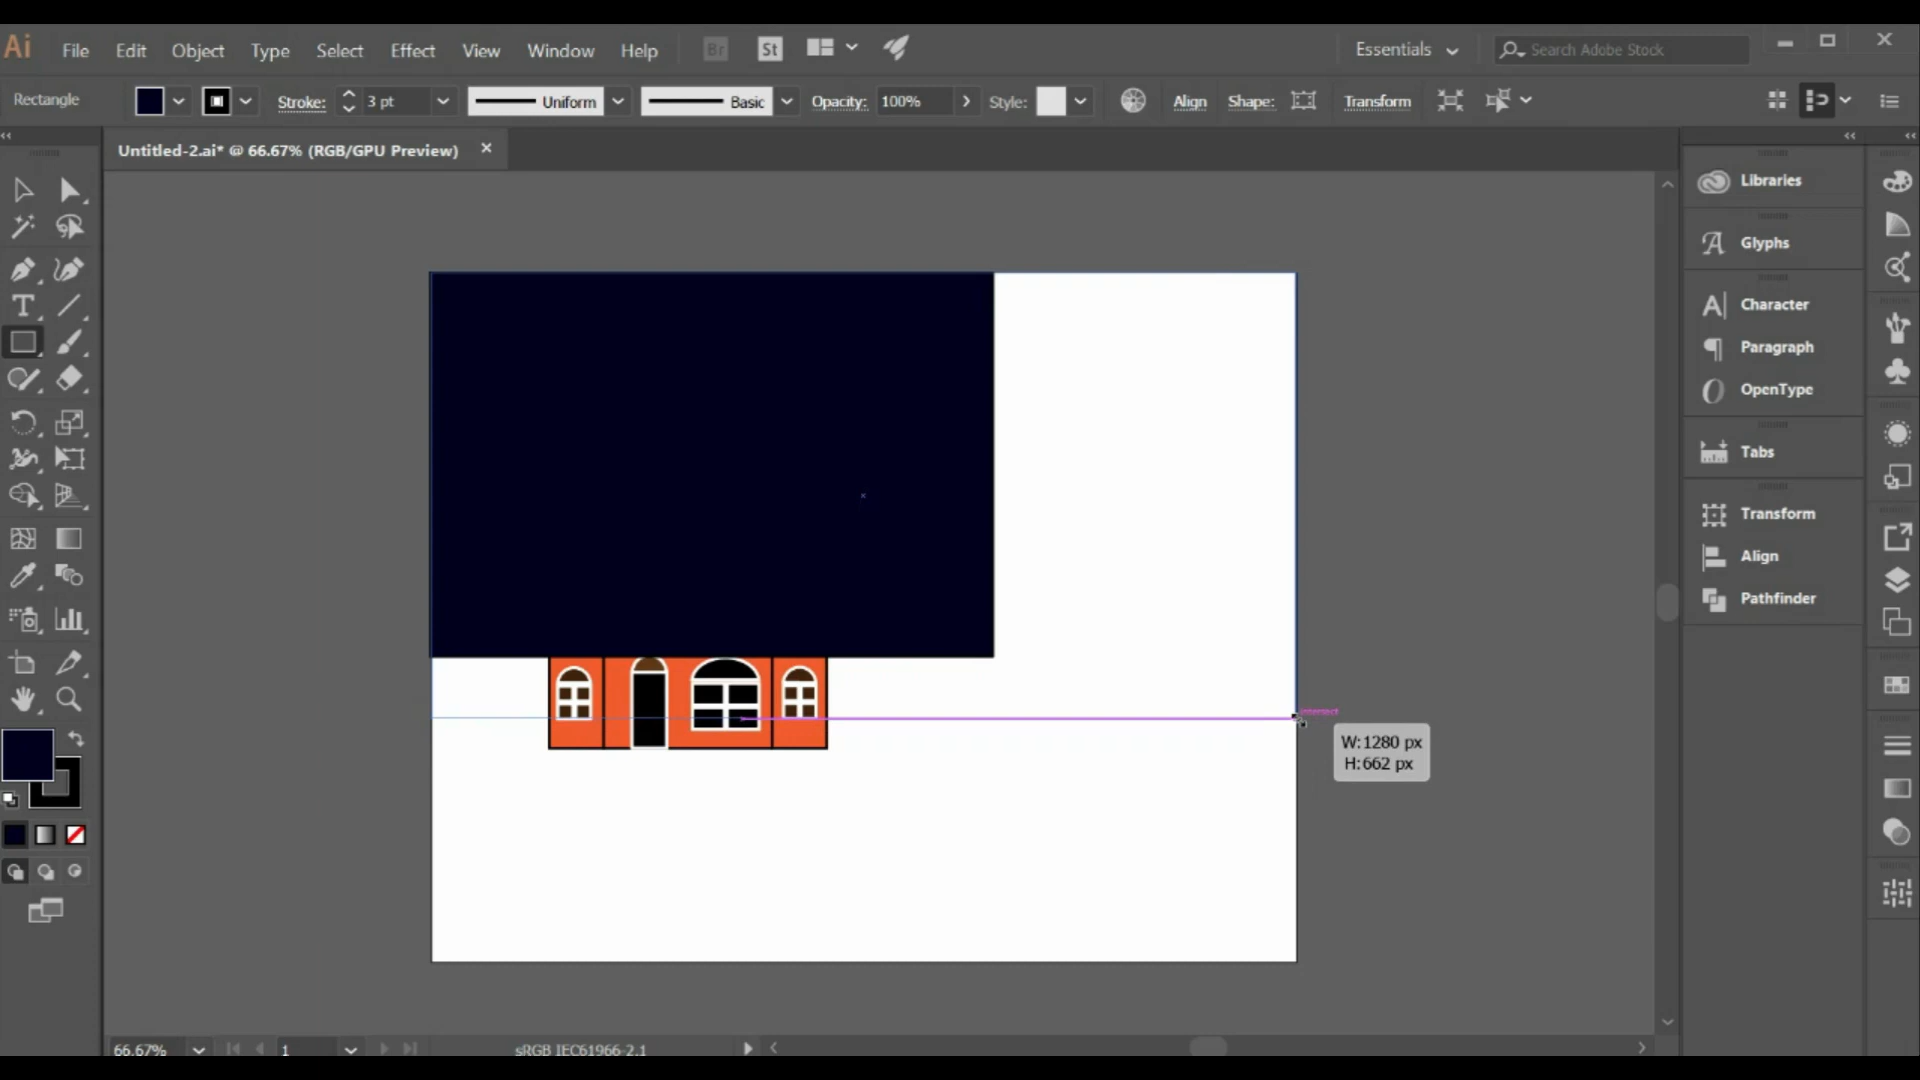 Ai File Edit Object Type Select Effect View Window Help Br St Essentials Search Adobe Stock
Rectangle Stroke: 3 pt Uniform Basic Opacity: 100% Style: Align Shape: Transform
Untitled-2.ai* @ 66.67% (RGB/GPU Preview)
Libraries
Glyphs
Character
Paragraph
OpenType
Tabs
Transform
Align
Pathfinder
intersect
W:1280 px
H:662 px
66.67% 1 sRGB IEC61966-2.1